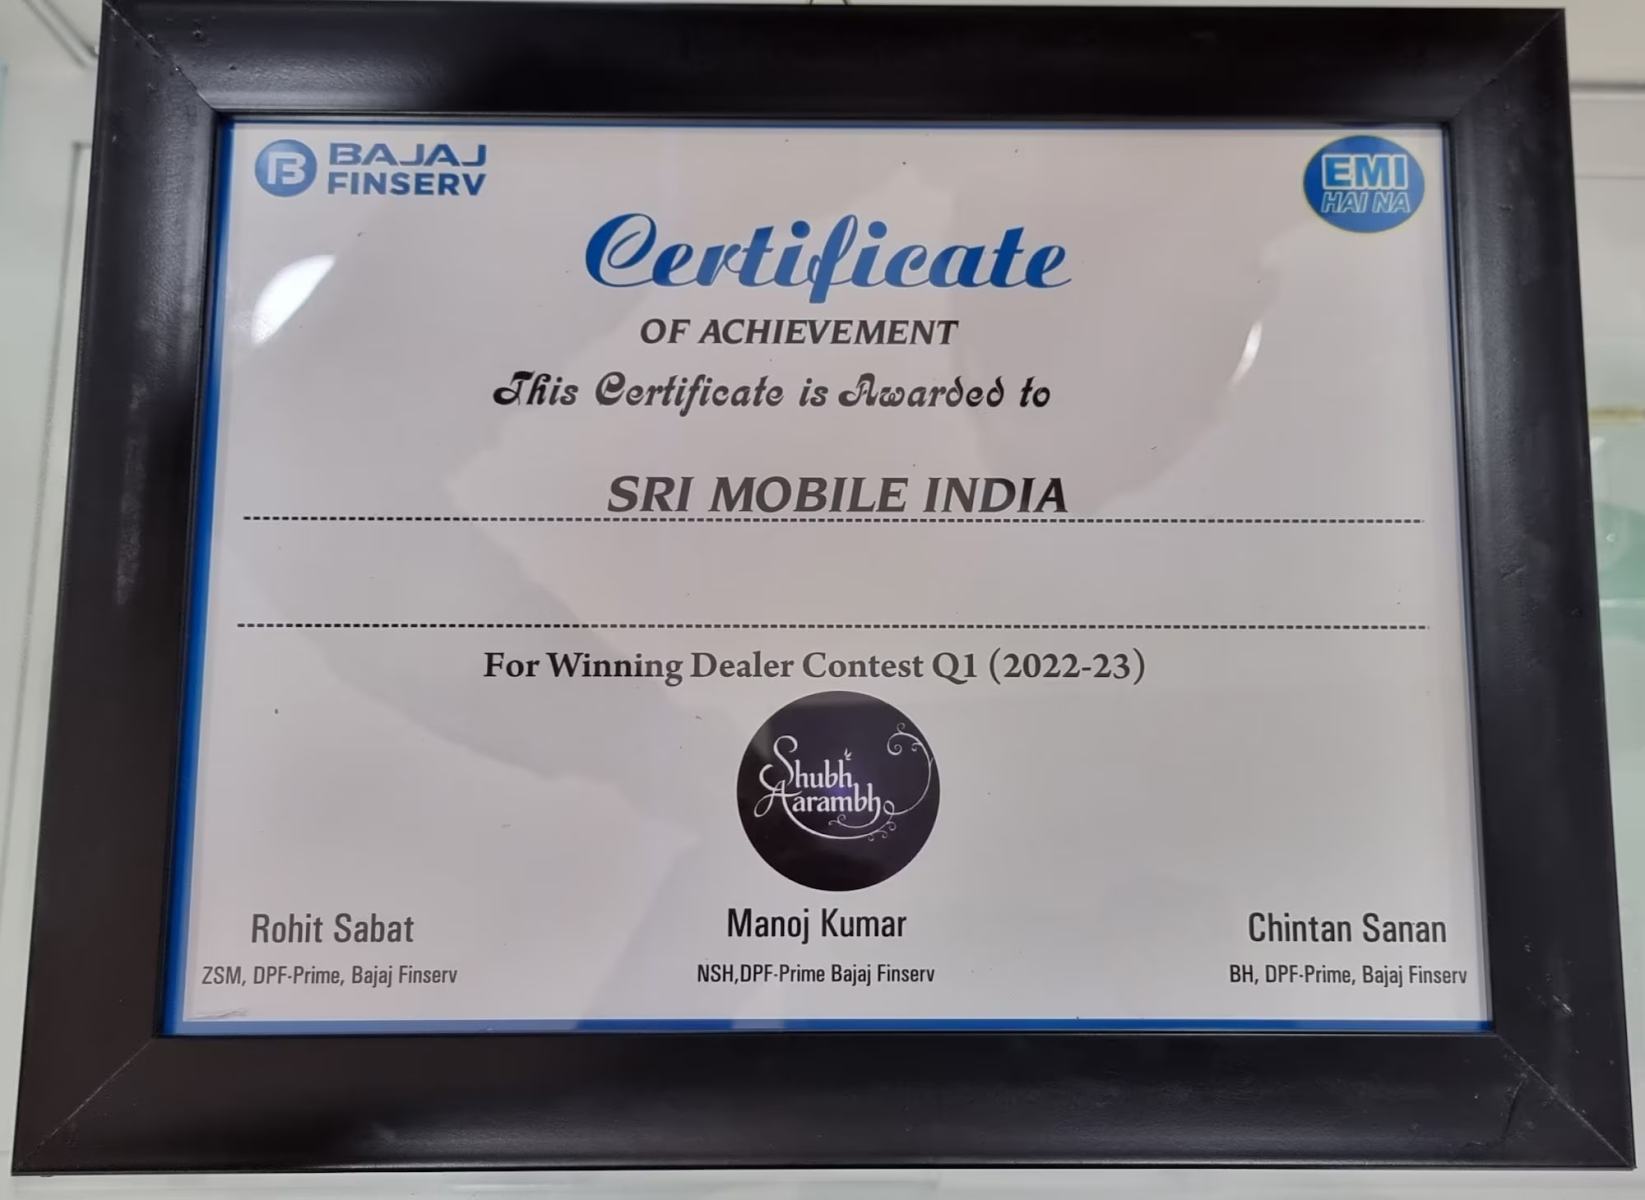 BAJAJ
FINSERV
EMI
HAI NA
Certificate
OF ACHIEVEMENT
This Certificate is Awarded to
SRI MOBILE INDIA
For Winning Dealer Contest Q1 (2022-23)
Shubh
Aarambh
Rohit Sabat
ZSM, DPF-Prime, Bajaj Finserv
Manoj Kumar
NSH,DPF-Prime Bajaj Finserv
Chintan Sanan
BH, DPF-Prime, Bajaj Finserv